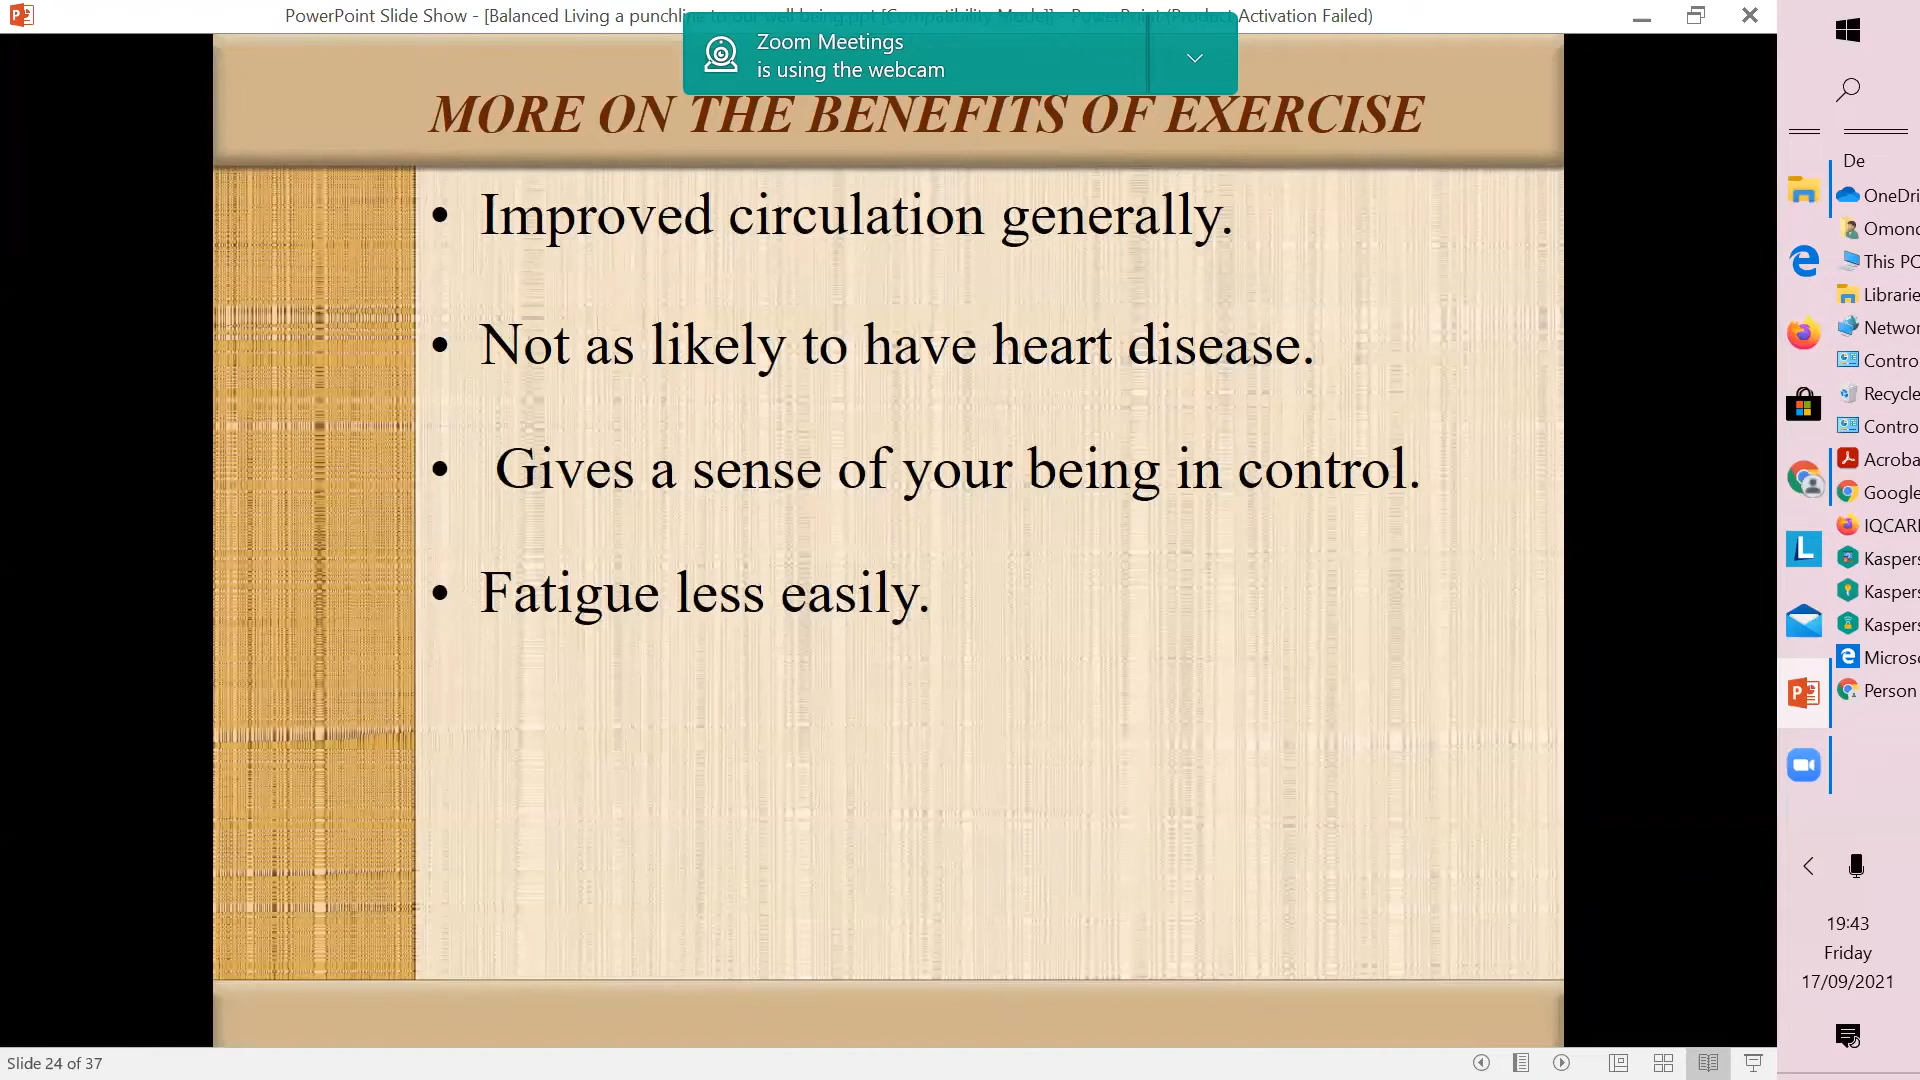 PowerPoint Slide Show - [Balanced Living a punchline to our well being.ppt [Compatibility Mode]] - PowerPoint (Product Activation Failed)
Zoom Meetings
is using the webcam
MORE ON THE BENEFITS OF EXERCISE
• Improved circulation generally.
• Not as likely to have heart disease.
• Gives a sense of your being in control.
• Fatigue less easily.
De
OneDri
Omond
This PC
Librarie
Networ
Contro
Recycle
Contro
Acroba
Google
IQCARE
Kaspers
Kaspers
Kaspers
Microso
Person
19:43
Friday
17/09/2021
Slide 24 of 37